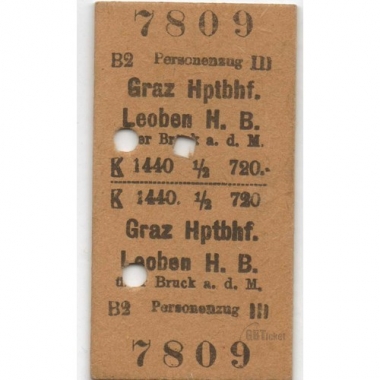 7809
B2 Personenzug III
Graz Hptbhf.
Leoben H. B.
er Bruck a. d. M.
K 1440 ½ 720.-
K 1440. ½ 720
Graz Hptbhf.
Leoben H. B.
Bruck a. d. M.
B2 Personenzug III
7809